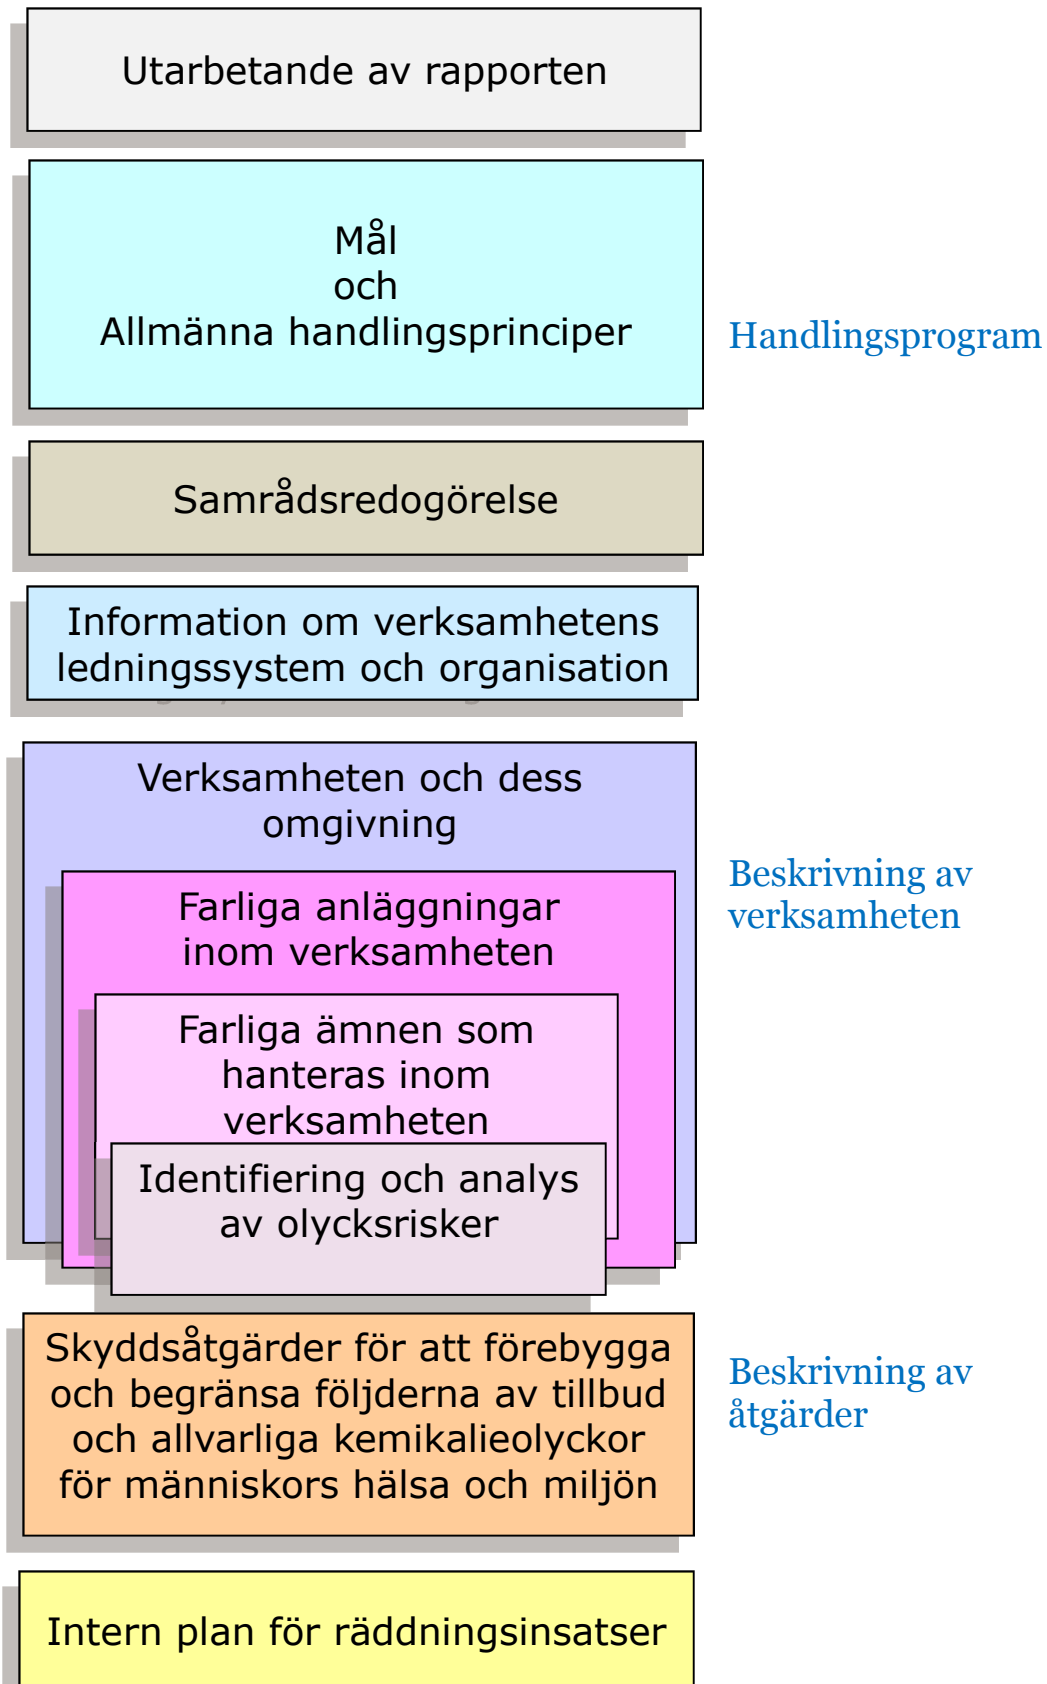 Utarbetande av rapporten
Mål
och
Allmänna handlingsprinciper
Handlingsprogram
Samrådsredogörelse
Information om verksamhetens
ledningssystem och organisation
Verksamheten och dess
omgivning
Beskrivning av
verksamheten
Farliga anläggningar
inom verksamheten
Farliga ämnen som
hanteras inom
verksamheten
Identifiering och analys
av olycksrisker
Skyddsåtgärder för att förebygga
och begränsa följderna av tillbud
och allvarliga kemikalieolyckor
för människors hälsa och miljön
Beskrivning av
åtgärder
Intern plan för räddningsinsatser